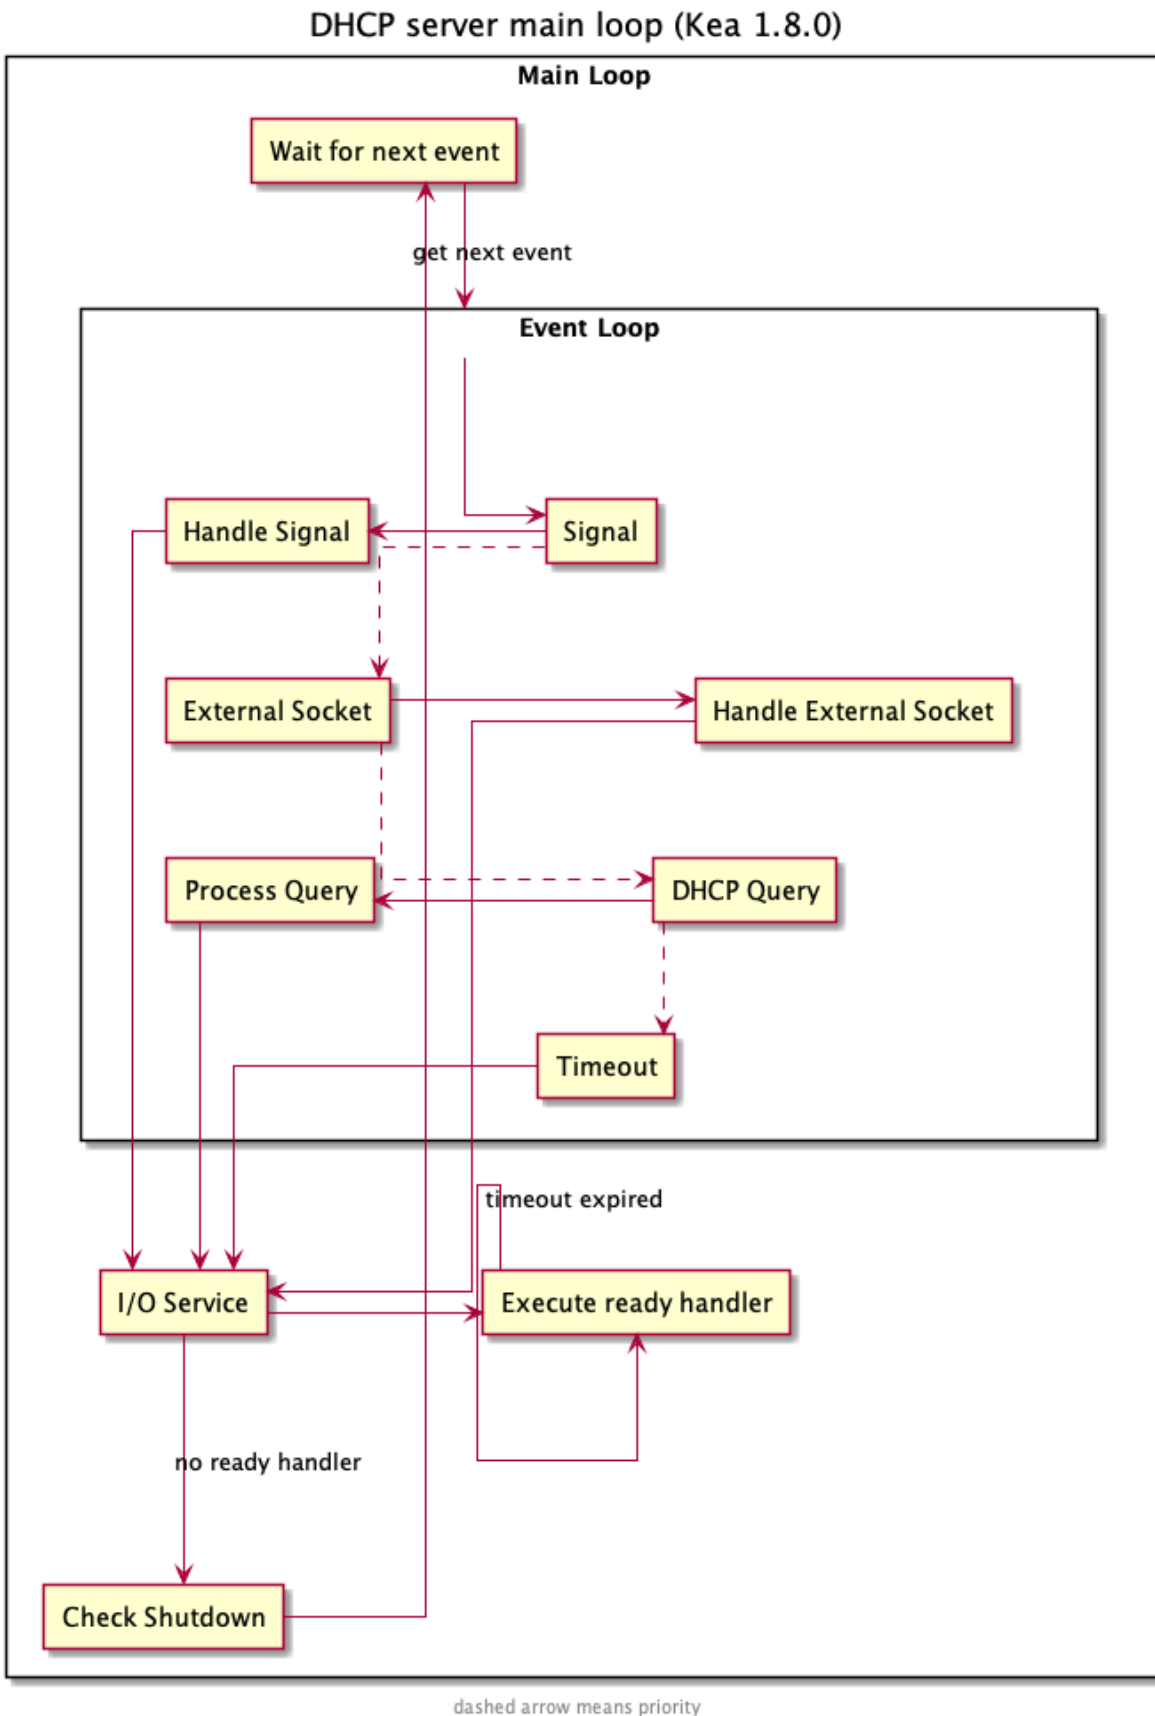 DHCP server main loop (Kea 1.8.0)
Main Loop
Wait for next event
get next event
Event Loop
Handle Signal
Signal
External Socket
Handle External Socket
Process Query
DHCP Query
Timeout
timeout expired
I/O Service
Execute ready handler
no ready handler
Check Shutdown
dashed arrow means priority